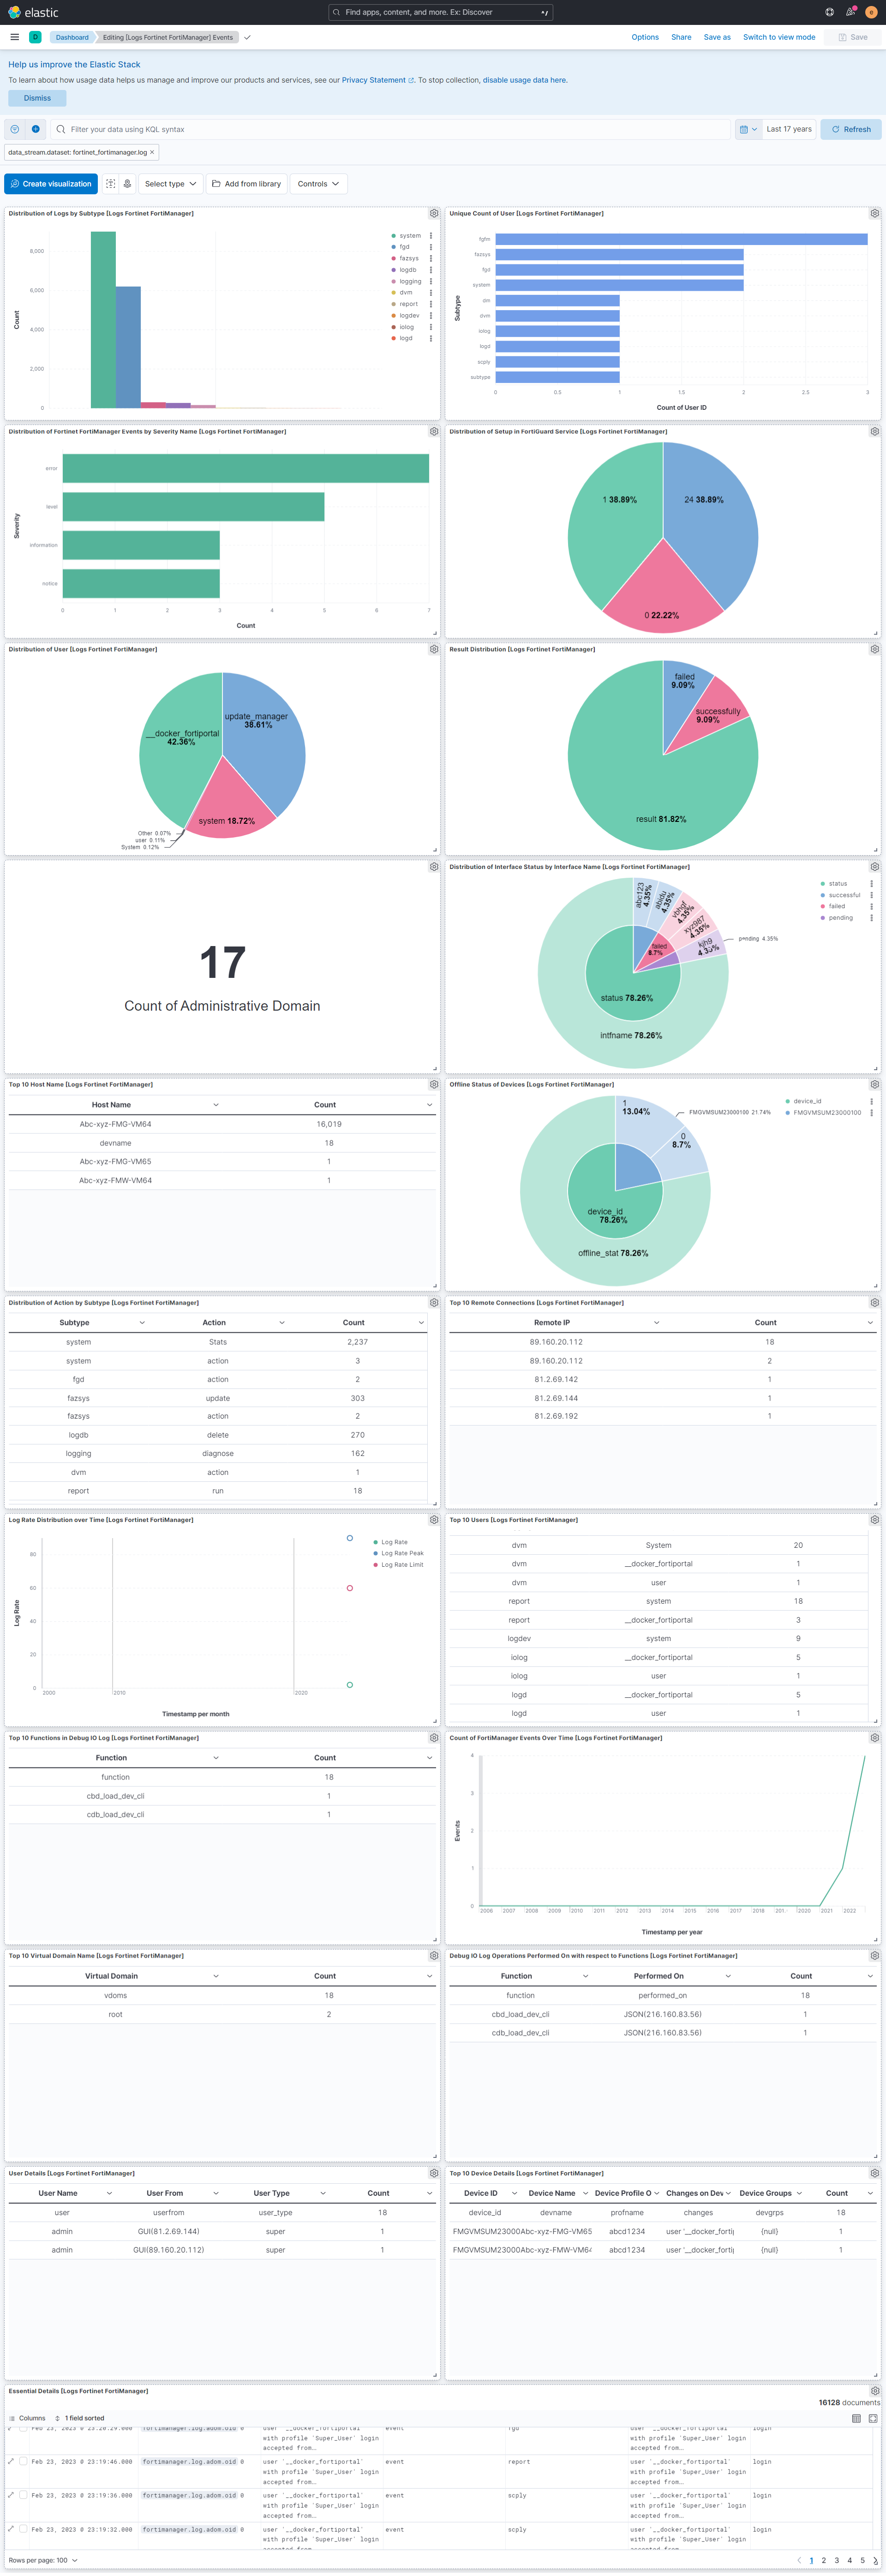 elastic
Find apps, content, and more. Ex: Discover
D Dashboard Editing [Logs Fortinet FortiManager] Events
Options Share Save as Switch to view mode Save
Help us improve the Elastic Stack
To learn about how usage data helps us manage and improve our products and services, see our Privacy Statement. To stop collection, disable usage data here.
Dismiss
Filter your data using KQL syntax
Last 17 years Refresh
data_stream.dataset: fortinet_fortimanager.log
Create visualization Select type Add from library Controls
Distribution of Logs by Subtype [Logs Fortinet FortiManager]
8,000
6,000
4,000
2,000
0
Count
system
fgd
fazsys
logdb
logging
dvm
report
logdev
iolog
logd
Unique Count of User [Logs Fortinet FortiManager]
Subtype
fgfm
fazsys
fgd
system
dm
dvm
iolog
logd
scply
subtype
0 0.5 1 1.5 2 2.5 3
Count of User ID
Distribution of Fortinet FortiManager Events by Severity Name [Logs Fortinet FortiManager]
Severity
error
level
information
notice
0 1 2 3 4 5 6 7
Count
Distribution of Setup in FortiGuard Service [Logs Fortinet FortiManager]
1 38.89%
24 38.89%
0 22.22%
Distribution of User [Logs Fortinet FortiManager]
update_manager
38.61%
__docker_fortiportal
42.36%
system 18.72%
Other 0.07%
user 0.11%
System 0.12%
Result Distribution [Logs Fortinet FortiManager]
failed
9.09%
successfully
9.09%
result 81.82%
17
Count of Administrative Domain
Distribution of Interface Status by Interface Name [Logs Fortinet FortiManager]
abc123
4.35%
abidu
4.35%
vbhgf
4.35%
xyz987
4.35%
kjh9
4.35%
pending 4.35%
failed
8.7%
status 78.26%
intfname 78.26%
status
successful
failed
pending
Top 10 Host Name [Logs Fortinet FortiManager]
Host Name Count
Abc-xyz-FMG-VM64 16,019
devname 18
Abc-xyz-FMG-VM65 1
Abc-xyz-FMW-VM64 1
Offline Status of Devices [Logs Fortinet FortiManager]
1
13.04%
FMGVMSUM23000100 21.74%
0
8.7%
device_id
78.26%
offline_stat 78.26%
device_id
FMGVMSUM23000100
Distribution of Action by Subtype [Logs Fortinet FortiManager]
Subtype Action Count
system Stats 2,237
system action 3
fgd action 2
fazsys update 303
fazsys action 2
logdb delete 270
logging diagnose 162
dvm action 1
report run 18
Top 10 Remote Connections [Logs Fortinet FortiManager]
Remote IP Count
89.160.20.112 18
89.160.20.112 2
81.2.69.142 1
81.2.69.144 1
81.2.69.192 1
Log Rate Distribution over Time [Logs Fortinet FortiManager]
Log Rate
80
60
40
20
0
2000 2010 2020
Timestamp per month
Log Rate
Log Rate Peak
Log Rate Limit
Top 10 Users [Logs Fortinet FortiManager]
dvm System 20
dvm __docker_fortiportal 1
dvm user 1
report system 18
report __docker_fortiportal 3
logdev system 9
iolog __docker_fortiportal 5
iolog user 1
logd __docker_fortiportal 5
logd user 1
Top 10 Functions in Debug IO Log [Logs Fortinet FortiManager]
Function Count
function 18
cbd_load_dev_cli 1
cdb_load_dev_cli 1
Count of FortiManager Events Over Time [Logs Fortinet FortiManager]
Events
4
3
2
1
0
2006 2007 2008 2009 2010 2011 2012 2013 2014 2015 2016 2017 2018 201 2020 2021 2022
Timestamp per year
Top 10 Virtual Domain Name [Logs Fortinet FortiManager]
Virtual Domain Count
vdoms 18
root 2
Debug IO Log Operations Performed On with respect to Functions [Logs Fortinet FortiManager]
Function Performed On Count
function performed_on 18
cbd_load_dev_cli JSON(216.160.83.56) 1
cdb_load_dev_cli JSON(216.160.83.56) 1
User Details [Logs Fortinet FortiManager]
User Name User From User Type Count
user userfrom user_type 18
admin GUI(81.2.69.144) super 1
admin GUI(89.160.20.112) super 1
Top 10 Device Details [Logs Fortinet FortiManager]
Device ID Device Name Device Profile O Changes on Dev Device Groups Count
device_id devname profname changes devgrps 18
FMGVMSUM23000 Abc-xyz-FMG-VM65 abcd1234 user '__docker_forti {null} 1
FMGVMSUM23000 Abc-xyz-FMW-VM64 abcd1234 user '__docker_forti {null} 1
Essential Details [Logs Fortinet FortiManager]
16128 documents
Columns 1 field sorted
Feb 23, 2023 @ 23:20:29.000 fortimanager.log.adom.oid 0 user `__docker_fortiportal` event fgd user `__docker_fortiportal` login
with profile `Super_User` login with profile `Super_User` login
accepted from… accepted from…
Feb 23, 2023 @ 23:19:46.000 fortimanager.log.adom.oid 0 user `__docker_fortiportal` event report user `__docker_fortiportal` login
with profile `Super_User` login with profile `Super_User` login
accepted from… accepted from…
Feb 23, 2023 @ 23:19:36.000 fortimanager.log.adom.oid 0 user `__docker_fortiportal` event scply user `__docker_fortiportal` login
with profile `Super_User` login with profile `Super_User` login
accepted from… accepted from…
Feb 23, 2023 @ 23:19:32.000 fortimanager.log.adom.oid 0 user `__docker_fortiportal` event scply user `__docker_fortiportal` login
with profile `Super_User` login with profile `Super_User` login
Rows per page: 100 1 2 3 4 5